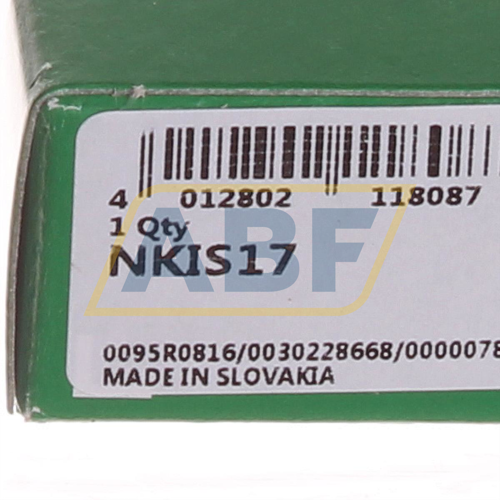 4 012802 118087
1 Qty
NKIS17
ABF
0095R0816/0030228668/0000078
MADE IN SLOVAKIA